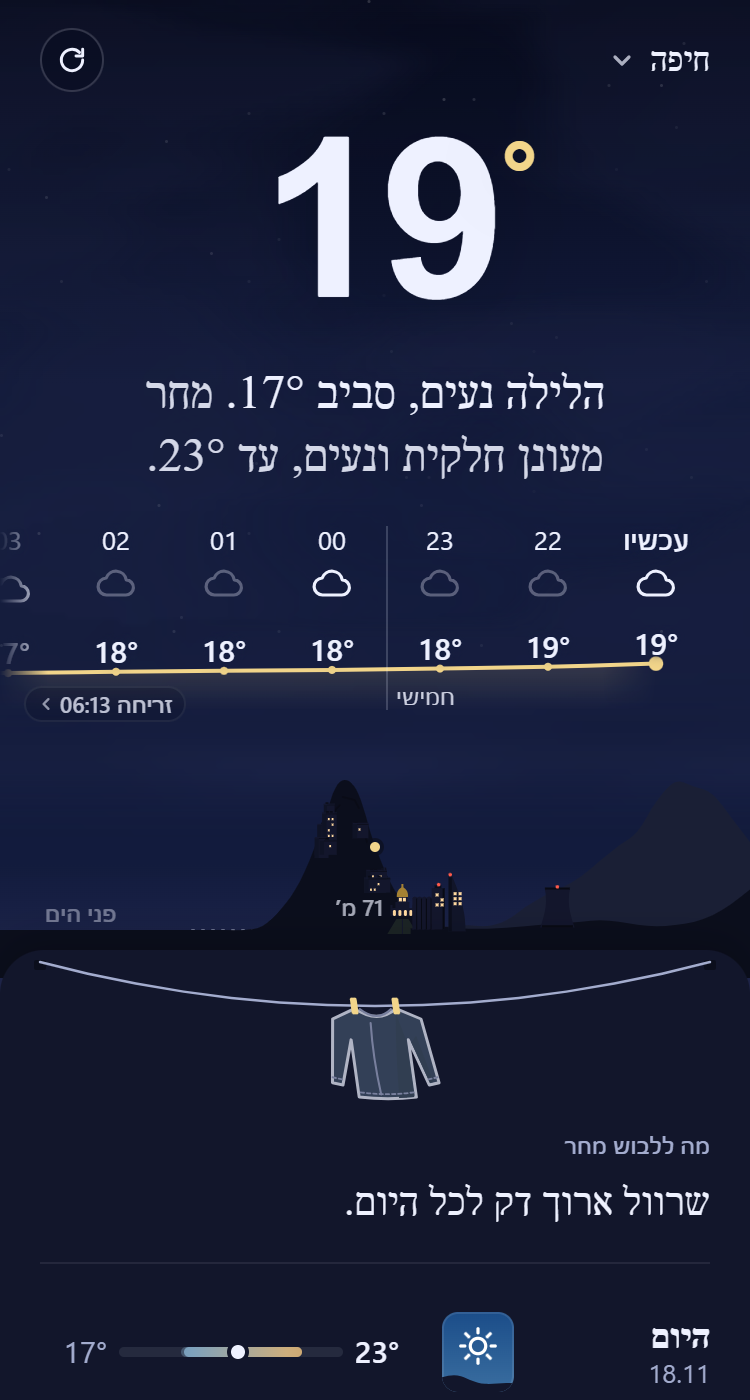 חיפה
19°
הלילה נעים, סביב 17°. מחר
מעונן חלקית ונעים, עד 23°.
עכשיו 22 23 00 01 02
19° 19° 18° 18° 18° 18°
חמישי
זריחה 06:13
71 מ׳
פני הים
מה ללבוש מחר
שרוול ארוך דק לכל היום.
היום 23° 17°
18.11